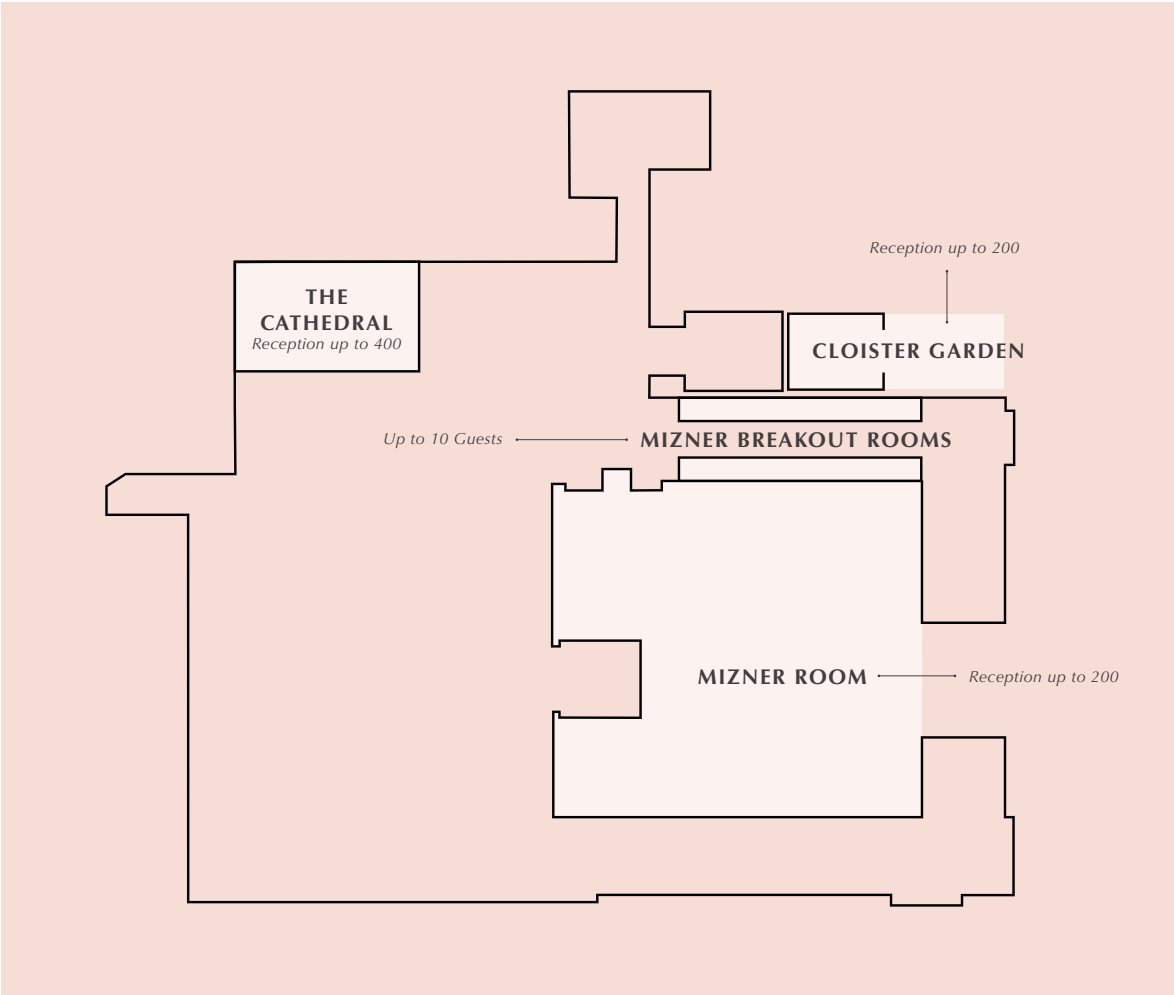 Reception up to 200
THE
CATHEDRAL
Reception up to 400
CLOISTER GARDEN
Up to 10 Guests
MIZNER BREAKOUT ROOMS
MIZNER ROOM
Reception up to 200